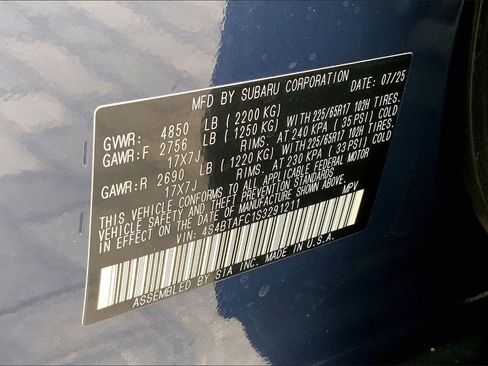 MFD BY SUBARU CORPORATION DATE: 07/25
GVWR: 4850 LB (2200 KG)
GAWR:F 2756 LB (1250 KG) WITH 225/65R17 102H TIRES.
17X7J RIMS. AT 240 KPA ( 35 PSI) COLD
GAWR:R 2690 LB (1220 KG) WITH 225/65R17 102H TIRES.
17X7J RIMS. AT 230 KPA ( 33 PSI) COLD
THIS VEHICLE CONFORMS TO ALL APPLICABLE FEDERAL MOTOR
VEHICLE SAFETY AND THEFT PREVENTION STANDARDS
IN EFFECT ON THE DATE OF MANUFACTURE SHOWN ABOVE.
VIN: 4S4BTAFC1S3291211 MPV
ASSEMBLED BY SIA INC. MADE IN U.S.A.